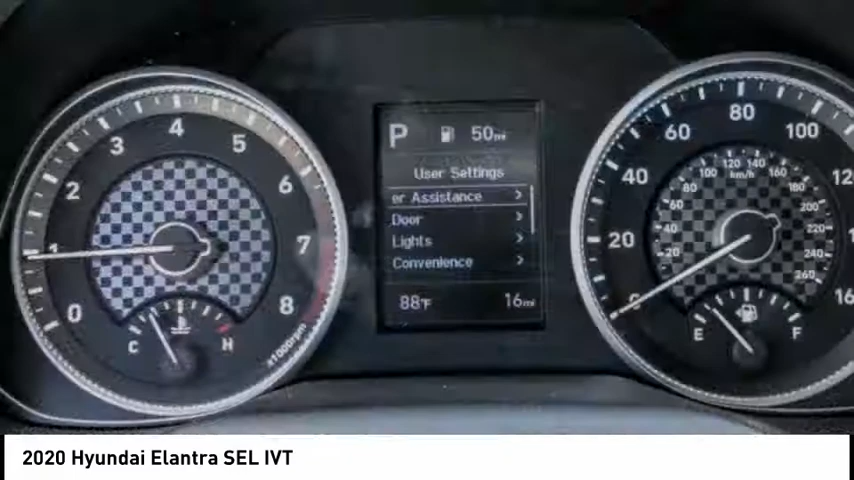 4
3 5
2 6
1 7
0 8
C H
x1000rpm
P 50mi
User Settings
er Assistance >
Door >
Lights >
Convenience >
88°F 16mi
80
60 100
40 120
20
0
120 140
100 km/h 160
80 180
60 200
40 220
20 240
260
E F
2020 Hyundai Elantra SEL IVT